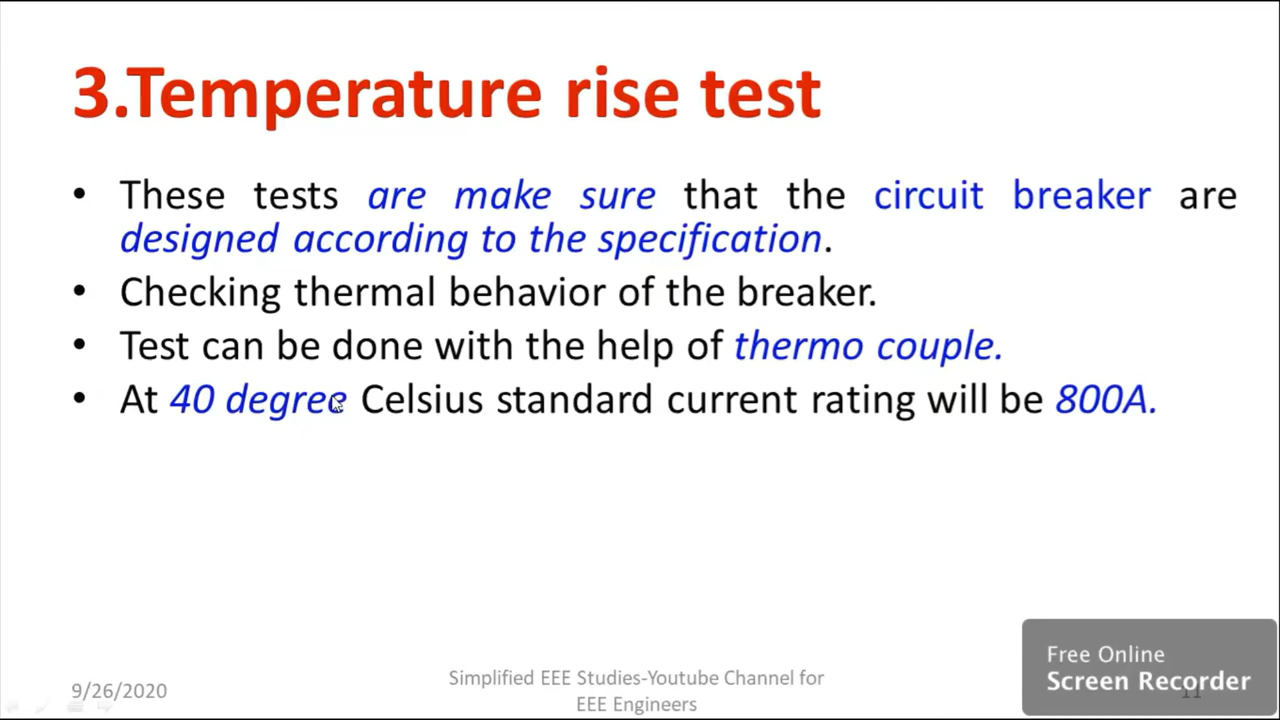 3.Temperature rise test
• These tests are make sure that the circuit breaker are
designed according to the specification.
• Checking thermal behavior of the breaker.
• Test can be done with the help of thermo couple.
• At 40 degree Celsius standard current rating will be 800A.
9/26/2020
Simplified EEE Studies-Youtube Channel for
EEE Engineers
Free Online
Screen Recorder
11